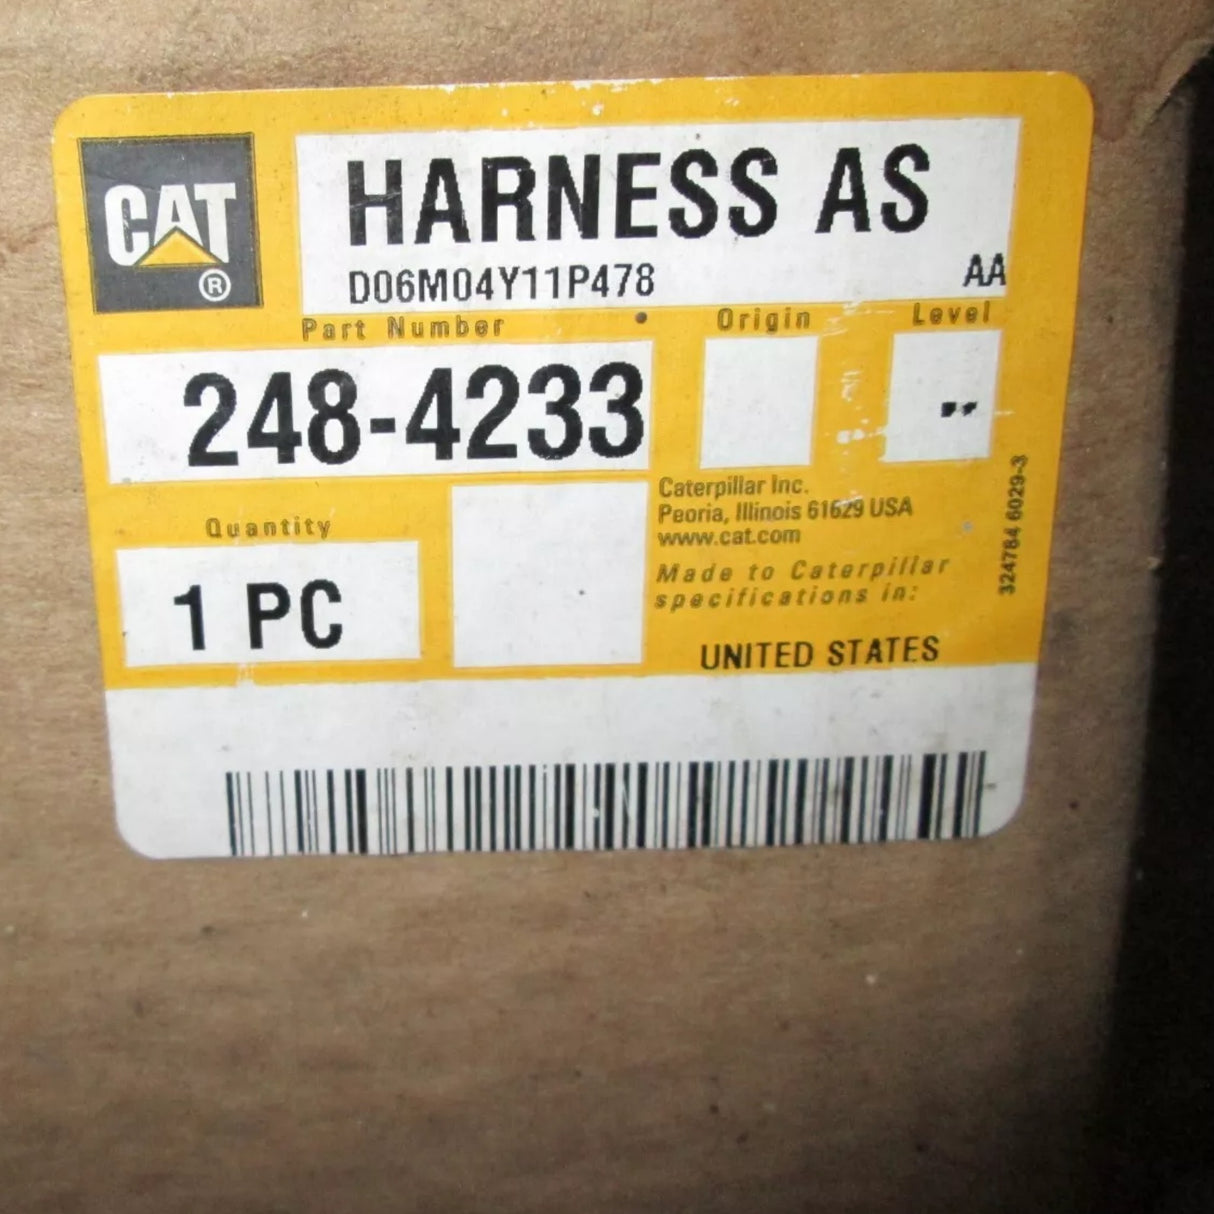 CAT
®
HARNESS AS
D06M04Y11P478 AA
Part Number Origin Level
248-4233 --
Quantity
1 PC
Caterpillar Inc.
Peoria, Illinois 61629 USA
www.cat.com
Made to Caterpillar
specifications in:
UNITED STATES
324784 6029-3